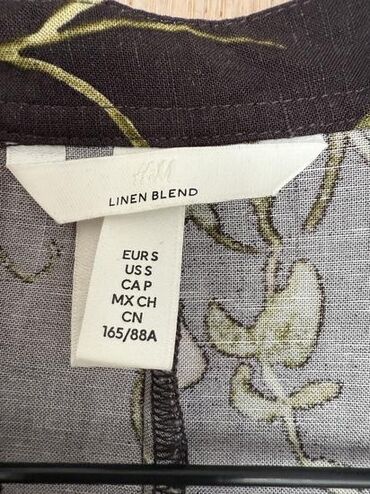 H&M
LINEN BLEND
EUR S
US S
CA P
MX CH
CN
165/88A